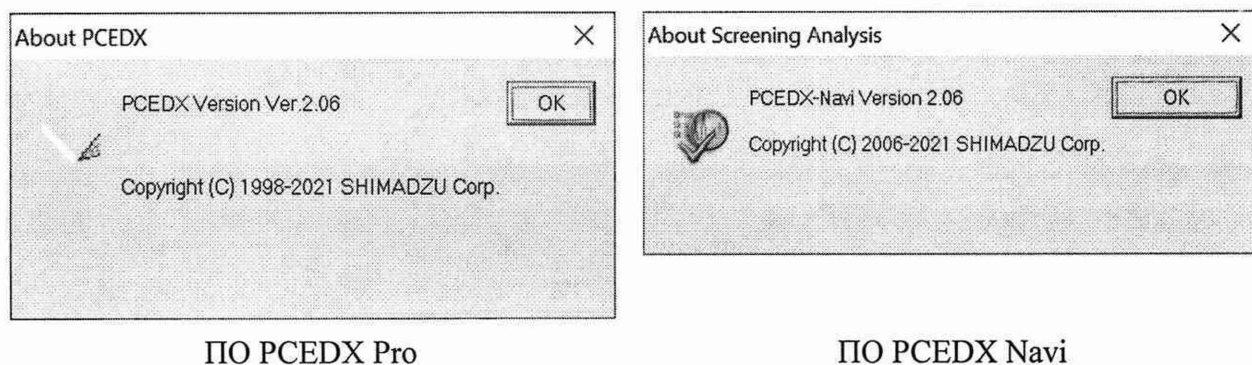 About PCEDX
PCEDX Version Ver.2.06
OK
Copyright (C) 1998-2021 SHIMADZU Corp.
ПО PCEDX Pro
About Screening Analysis
PCEDX-Navi Version 2.06
OK
Copyright (C) 2006-2021 SHIMADZU Corp.
ПО PCEDX Navi